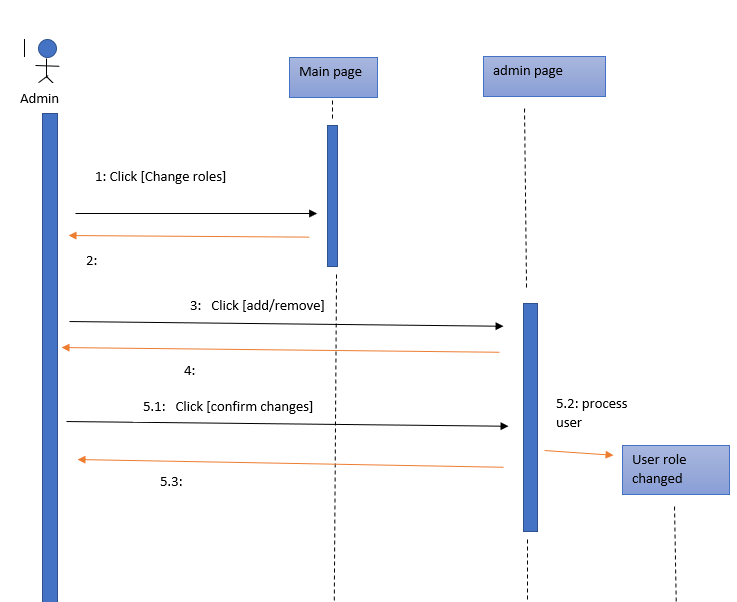 Main page
admin page
Admin
1: Click [Change roles]
2:
3: Click [add/remove]
4:
5.1: Click [confirm changes]
5.2: process
user
User role
changed
5.3: